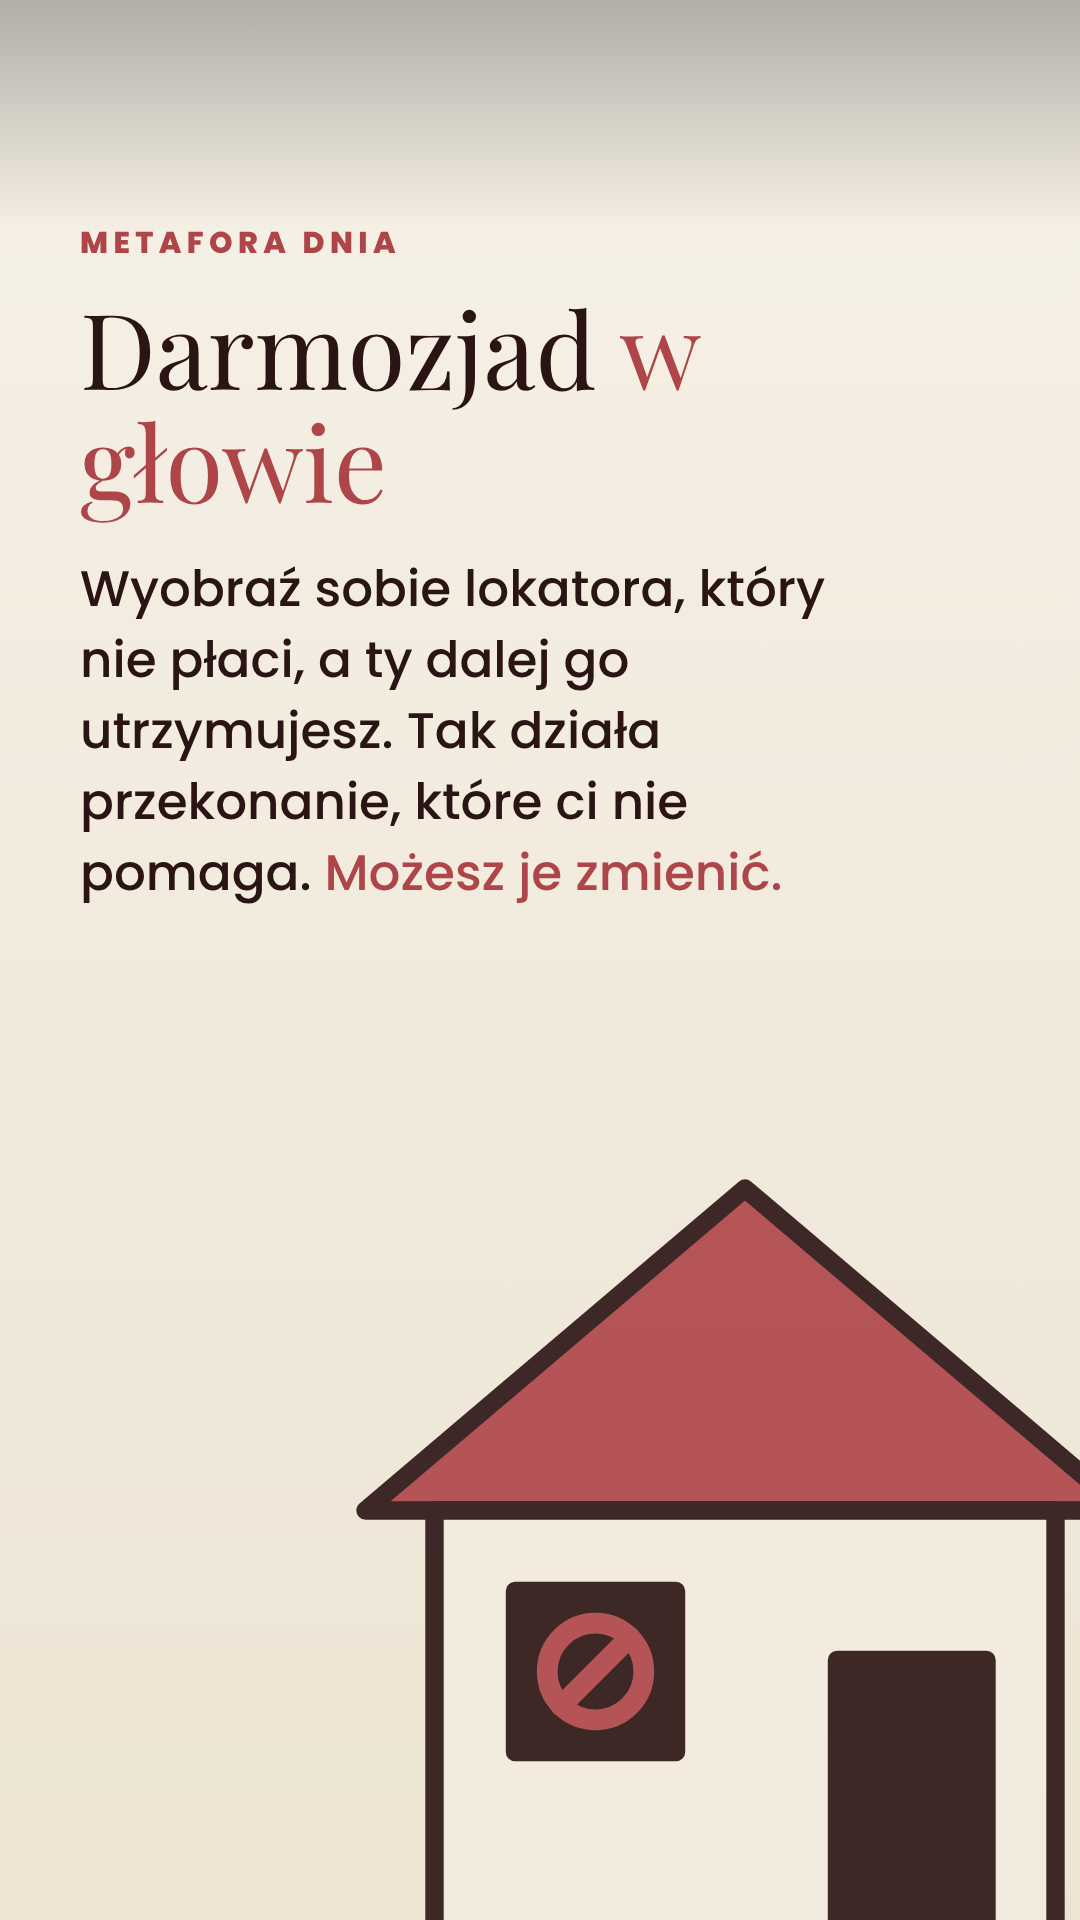 METAFORA DNIA
Darmozjad w
głowie
Wyobraź sobie lokatora, który
nie płaci, a ty dalej go
utrzymujesz. Tak działa
przekonanie, które ci nie
pomaga. Możesz je zmienić.